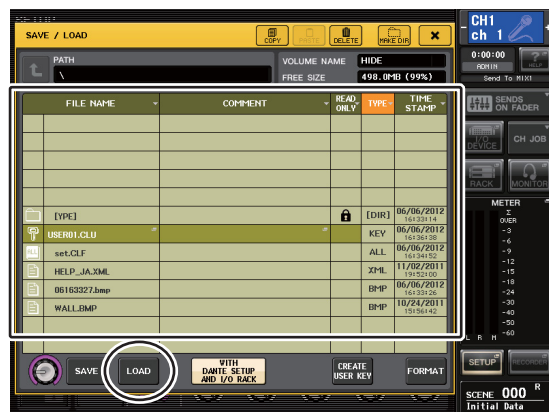 SAVE / LOAD
COPY PASTE DELETE MAKE DIR
CH1
ch 1
PATH
\
VOLUME NAME HIDE
FREE SIZE 498.0MB (99%)
0:00:00
ADMIN
?
HELP
Send To MIX1
FILE NAME COMMENT READ ONLY TYPE TIME STAMP
SENDS ON FADER
I/O DEVICE CH JOB
RACK MONITOR
[YPE] [DIR] 06/06/2012 16:33:14
USER01.CLU KEY 06/06/2012 16:36:38
ALL set.CLF ALL 06/06/2012 16:34:52
HELP_JA.XML XML 11/02/2011 19:52:00
06163327.bmp BMP 06/06/2012 16:33:26
WALL.BMP BMP 10/24/2011 15:56:42
METER
Σ
OVER
-3
-6
-9
-12
-15
-18
-24
-30
-40
-50
-60
L R M
SAVE LOAD
WITH DANTE SETUP AND I/O RACK
CREATE USER KEY
FORMAT
SETUP RECORDER
SCENE 000 R
Initial Data